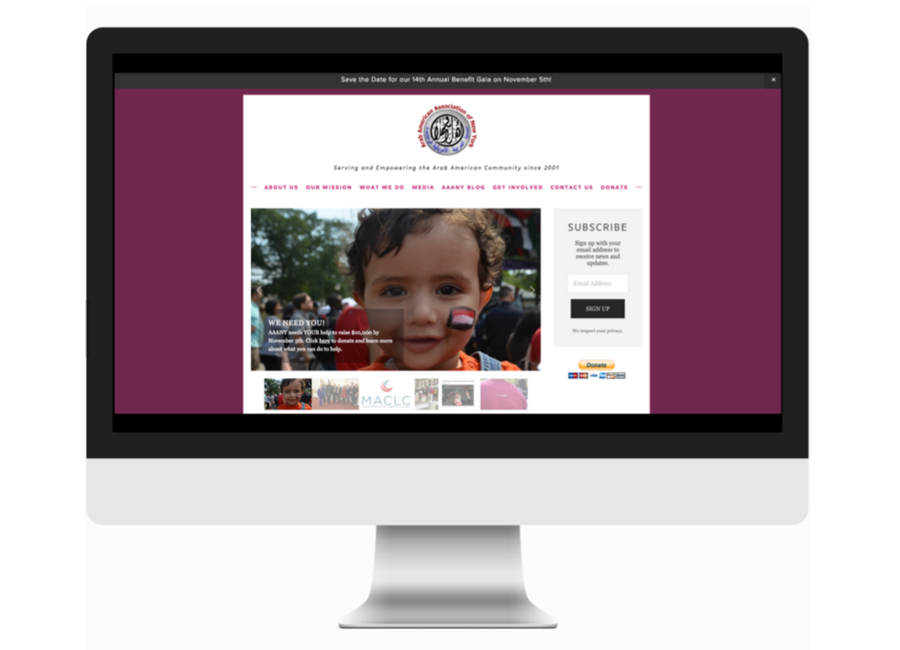 Save the Date for our 14th Annual Benefit Gala on November 5th!
×
Arab American Association of New York
Serving and Empowering the Arab American Community since 2001
ABOUT US OUR MISSION WHAT WE DO MEDIA AAANY BLOG GET INVOLVED CONTACT US DONATE
WE NEED YOU!
AAANY needs YOUR help to raise $10,000 by
November 5th. Click here to donate and learn more
about what you can do to help.
SUBSCRIBE
Sign up with your
email address to
receive news and
updates.
Email Address
SIGN UP
We respect your privacy.
Donate
VISA
MACLC